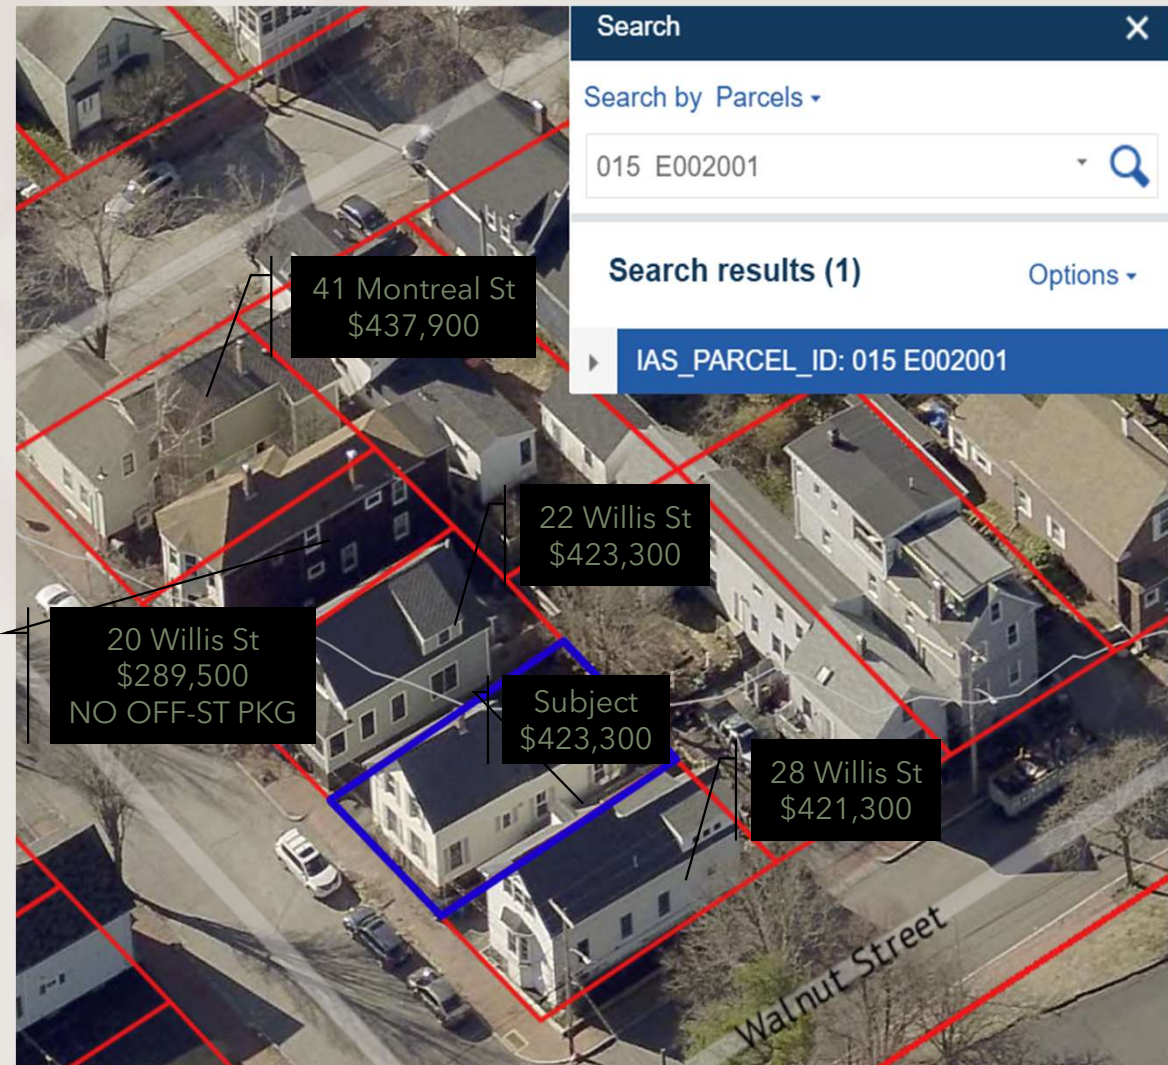 Search
Search by Parcels
015 E002001
Search results (1)
Options
IAS_PARCEL_ID: 015 E002001
41 Montreal St
$437,900
22 Willis St
$423,300
20 Willis St
$289,500
NO OFF-ST PKG
Subject
$423,300
28 Willis St
$421,300
Walnut Street